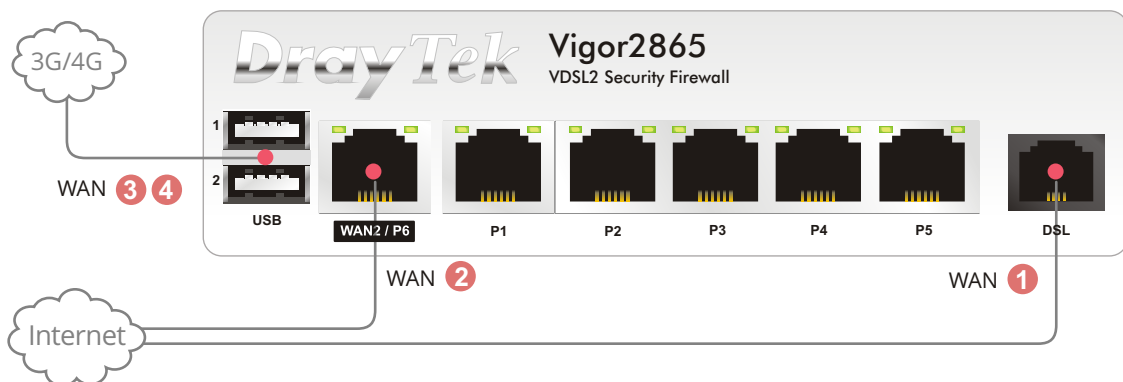 DrayTek
Vigor2865
VDSL2 Security Firewall
3G/4G
1
2
WAN 3 4
USB
WAN2 / P6
P1
P2
P3
P4
P5
DSL
WAN 2
WAN 1
Internet